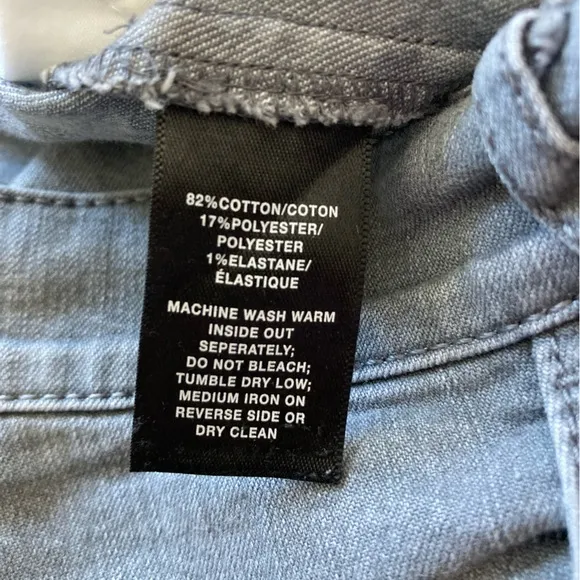 82%COTTON/COTON
17%POLYESTER/
POLYESTER
1%ELASTANE/
ÉLASTIQUE
MACHINE WASH WARM
INSIDE OUT
SEPERATELY;
DO NOT BLEACH;
TUMBLE DRY LOW;
MEDIUM IRON ON
REVERSE SIDE OR
DRY CLEAN